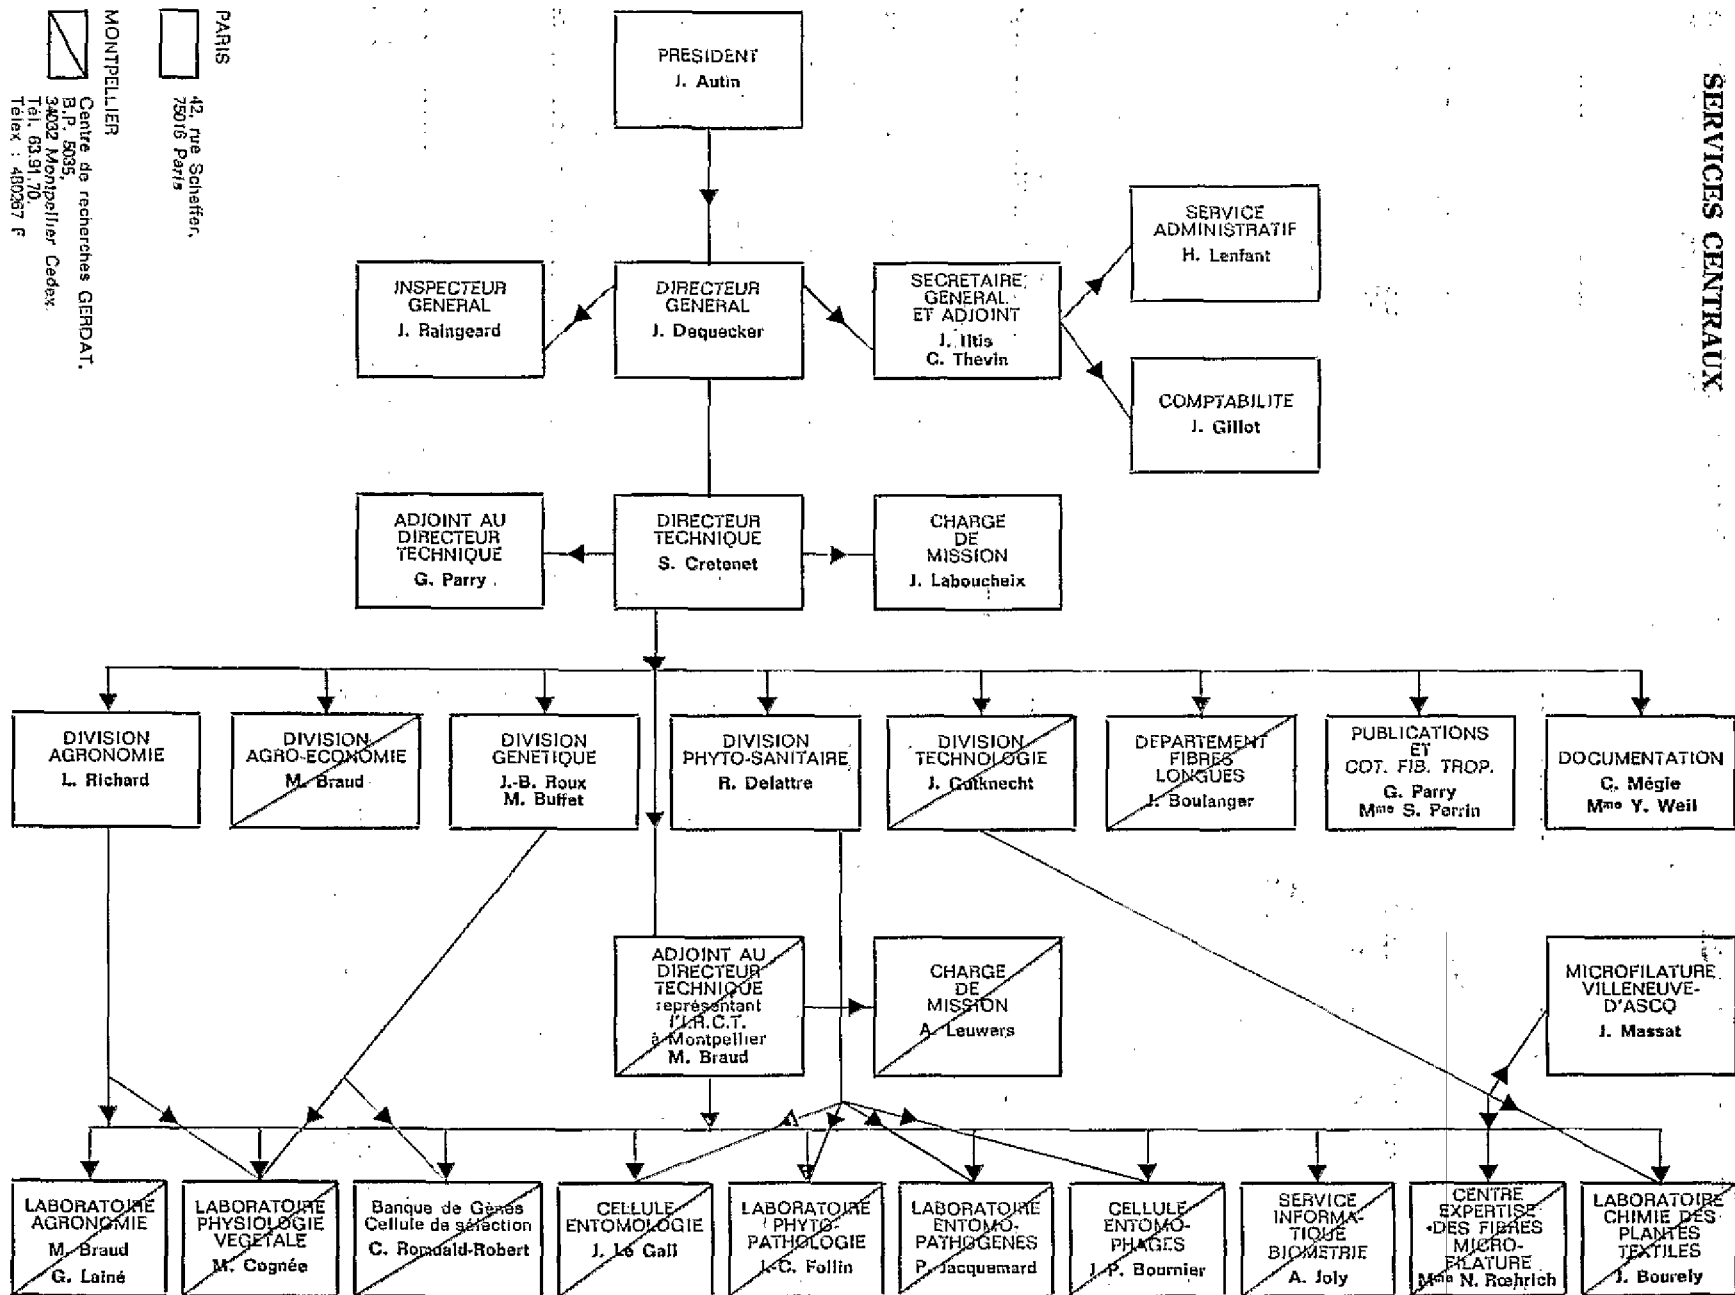 SERVICES CENTRAUX
PARIS
42, rue Scheffer,
75016 Paris
MONTPELLIER
Centre de recherches GERDAT,
B.P. 5035,
34032 Montpellier Cedex.
Tél. 63.91.70.
Télex : 480267 F
PRESIDENT
J. Autin
SERVICE
ADMINISTRATIF
H. Lenfant
INSPECTEUR
GENERAL
J. Raingeard
DIRECTEUR
GENERAL
J. Dequecker
SECRETAIRE
GENERAL
ET ADJOINT
J. Iltis
C. Thevin
COMPTABILITE
J. Gillot
ADJOINT AU
DIRECTEUR
TECHNIQUE
G. Parry
DIRECTEUR
TECHNIQUE
S. Cretenet
CHARGE
DE
MISSION
J. Laboucheix
DIVISION
AGRONOMIE
L. Richard
DIVISION
AGRO-ECONOMIE
M. Braud
DIVISION
GENETIQUE
J.-B. Roux
M. Buffet
DIVISION
PHYTO-SANITAIRE
R. Delattre
DIVISION
TECHNOLOGIE
J. Gutknecht
DEPARTEMENT
FIBRES
LONGUES
J. Boulanger
PUBLICATIONS
ET
COT. FIB. TROP.
G. Parry
Mme S. Perrin
DOCUMENTATION
C. Mégie
Mme Y. Weil
ADJOINT AU
DIRECTEUR
TECHNIQUE
représentant
l'I.R.C.T.
à Montpellier
M. Braud
CHARGE
DE
MISSION
A. Leuwers
MICROFILATURE
VILLENEUVE-
D'ASCQ
J. Massat
LABORATOIRE
AGRONOMIE
M. Braud
G. Lainé
LABORATOIRE
PHYSIOLOGIE
VEGETALE
M. Cognée
Banque de Gènes
Cellule de sélection
C. Romuald-Robert
CELLULE
ENTOMOLOGIE
J. Le Gall
LABORATOIRE
PHYTO-
PATHOLOGIE
J.-C. Follin
LABORATOIRE
ENTOMO-
PATHOGENES
P. Jacquemard
CELLULE
ENTOMO-
PHAGES
J.-P. Bournier
SERVICE
INFORMA-
TIQUE
BIOMETRIE
A. Joly
CENTRE
EXPERTISE
DES FIBRES
MICRO-
FILATURE
Mme N. Rœhrich
LABORATOIRE
CHIMIE DES
PLANTES
TEXTILES
J. Bourely